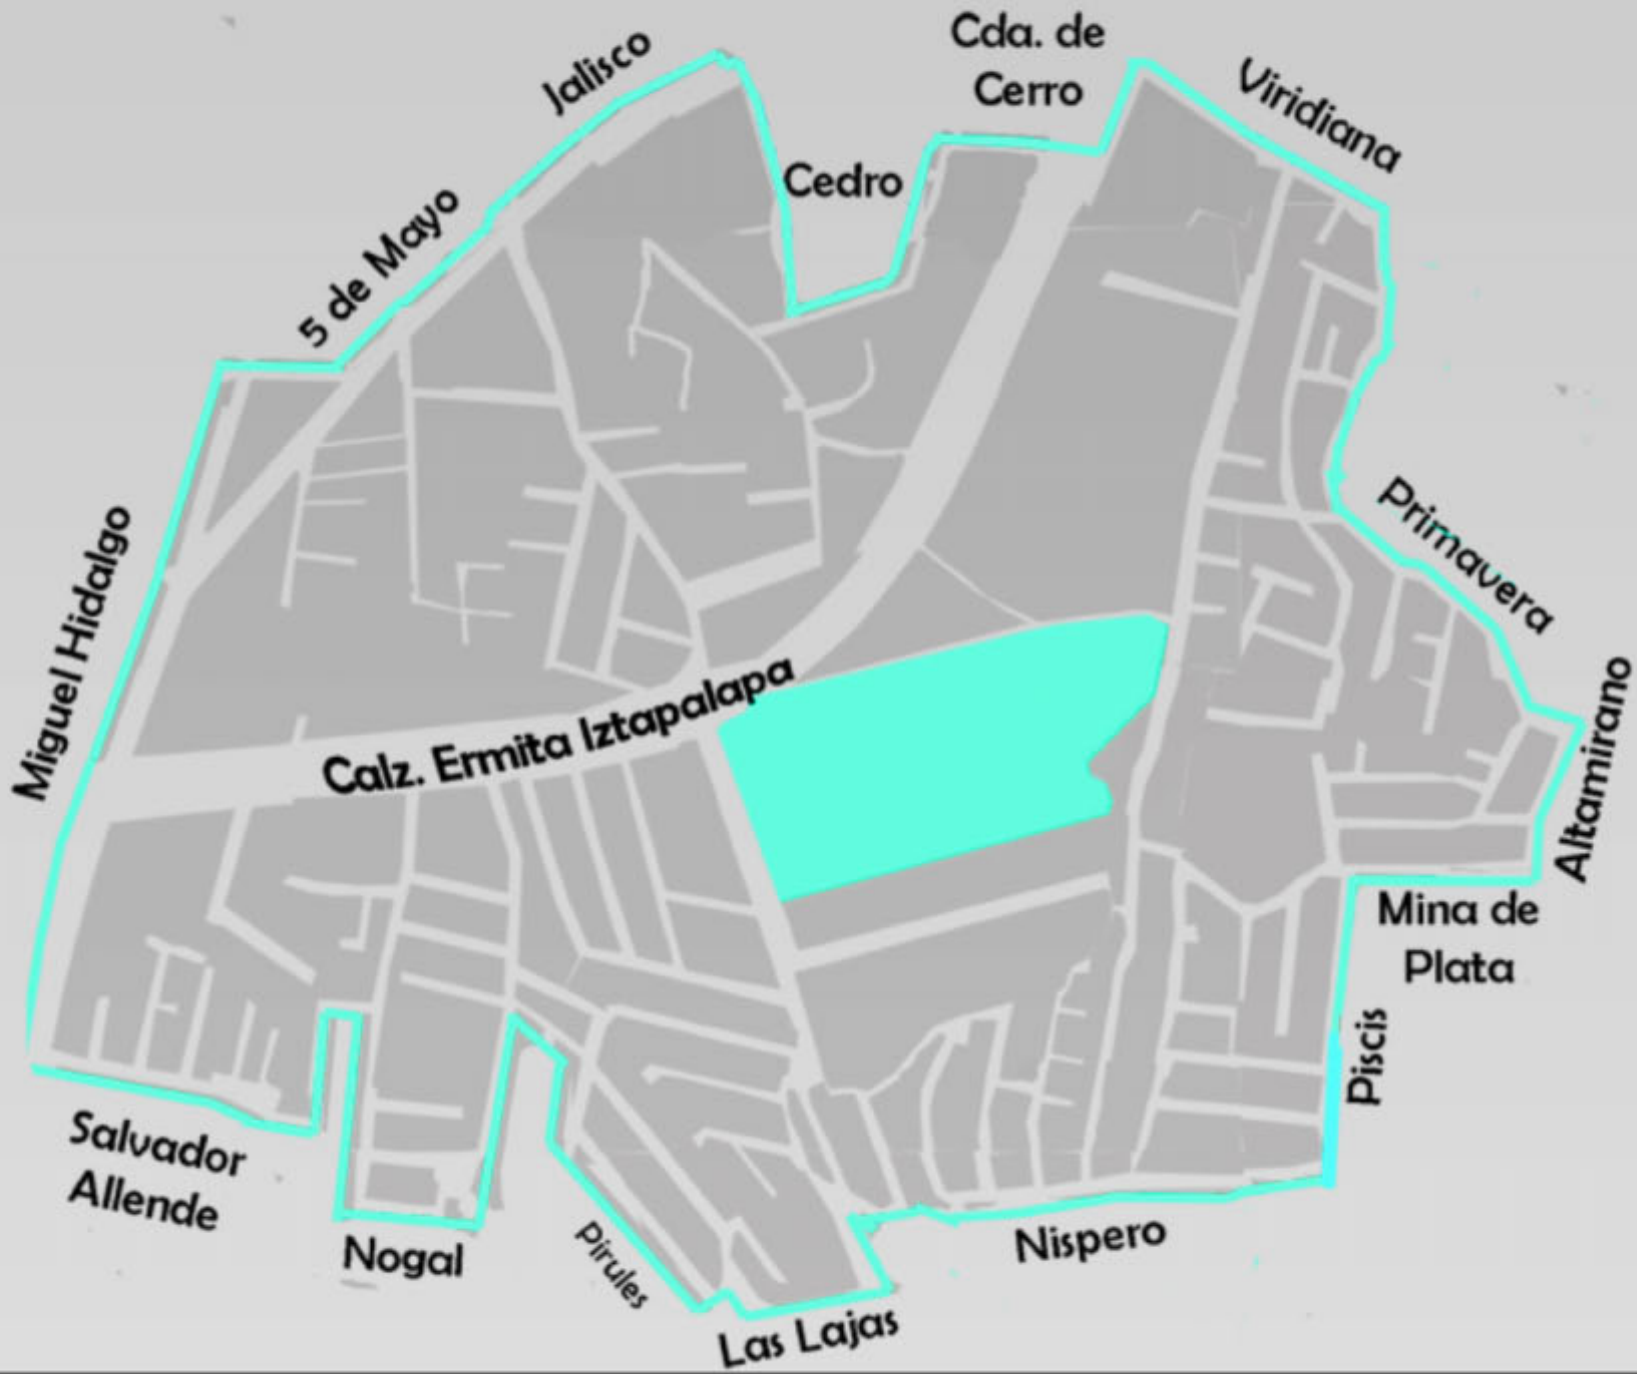 Cda. de
Cerro
Jalisco
Viridiana
Cedro
5 de Mayo
Primavera
Miguel Hidalgo
Calz. Ermita Iztapalapa
Altamirano
Mina de
Plata
Piscis
Salvador
Allende
Nogal
Pirules
Nispero
Las Lajas